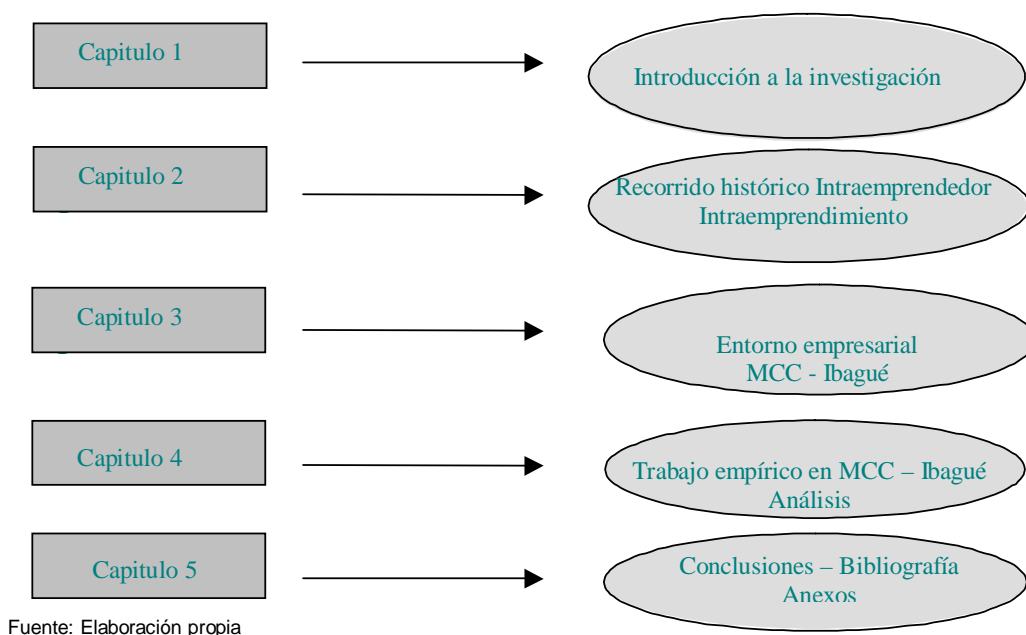 Capitulo 1
Introducción a la investigación
Capitulo 2
Recorrido histórico Intraemprendedor
Intraemprendimiento
Capitulo 3
Entorno empresarial
MCC - Ibagué
Capitulo 4
Trabajo empírico en MCC – Ibagué
Análisis
Capitulo 5
Conclusiones – Bibliografía
Anexos
Fuente: Elaboración propia